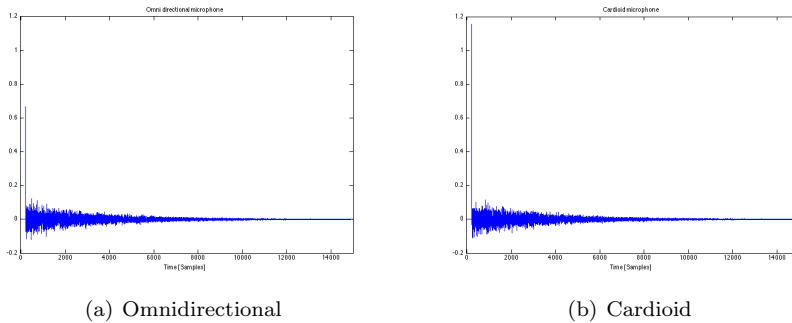 Omni directional microphone
1.2
1
0.8
0.6
0.4
0.2
0
-0.2
0 2000 4000 6000 8000 10000 12000 14000
Time [Samples]
(a) Omnidirectional
Cardioid microphone
1.2
1
0.8
0.6
0.4
0.2
0
-0.2
0 2000 4000 6000 8000 10000 12000 14000
Time [Samples]
(b) Cardioid